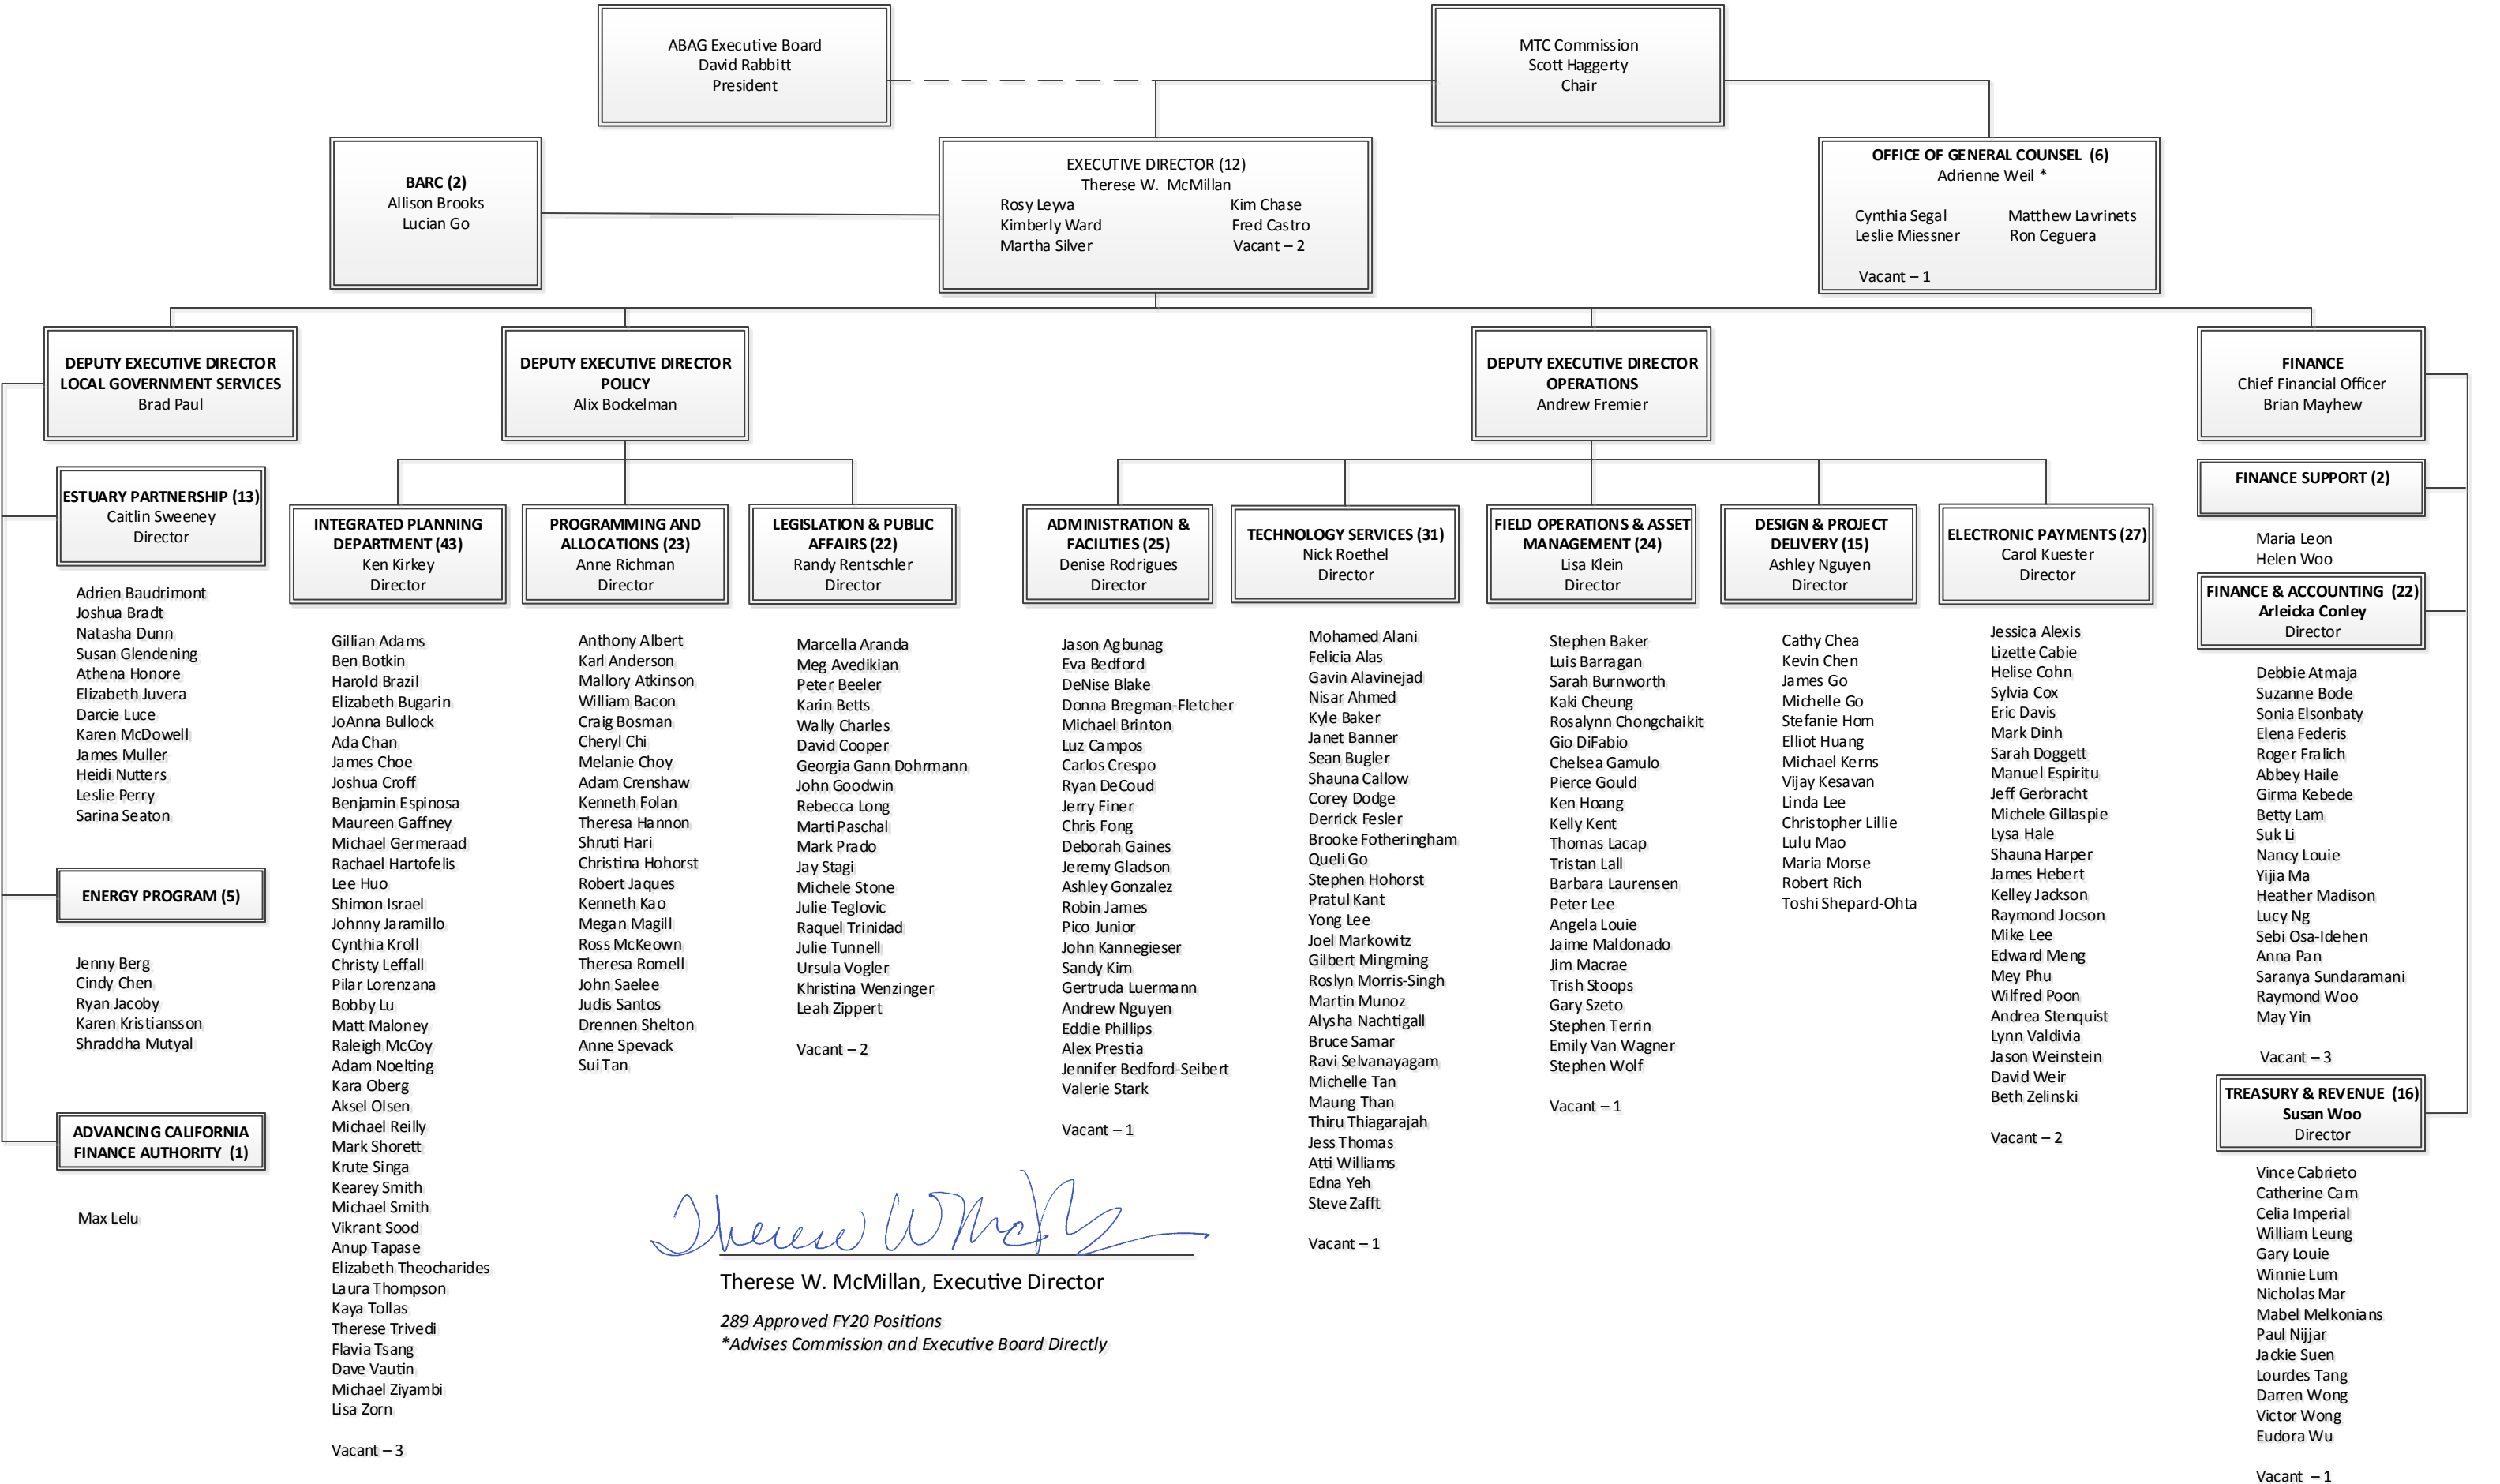 ABAG Executive Board
David Rabbitt
President
MTC Commission
Scott Haggerty
Chair
BARC (2)
Allison Brooks
Lucian Go
EXECUTIVE DIRECTOR (12)
Therese W. McMillan
Rosy Leyva
Kimberly Ward
Martha Silver
Kim Chase
Fred Castro
Vacant – 2
OFFICE OF GENERAL COUNSEL (6)
Adrienne Weil *
Cynthia Segal
Leslie Miessner
Matthew Lavrinets
Ron Ceguera
Vacant – 1
DEPUTY EXECUTIVE DIRECTOR
LOCAL GOVERNMENT SERVICES
Brad Paul
ESTUARY PARTNERSHIP (13)
Caitlin Sweeney
Director
Adrien Baudrimont
Joshua Bradt
Natasha Dunn
Susan Glendening
Athena Honore
Elizabeth Juvera
Darcie Luce
Karen McDowell
James Muller
Heidi Nutters
Leslie Perry
Sarina Seaton
ENERGY PROGRAM (5)
Jenny Berg
Cindy Chen
Ryan Jacoby
Karen Kristiansson
Shraddha Mutyal
ADVANCING CALIFORNIA
FINANCE AUTHORITY (1)
Max Lelu
DEPUTY EXECUTIVE DIRECTOR
POLICY
Alix Bockelman
INTEGRATED PLANNING
DEPARTMENT (43)
Ken Kirkey
Director
Gillian Adams
Ben Botkin
Harold Brazil
Elizabeth Bugarin
JoAnna Bullock
Ada Chan
James Choe
Joshua Croff
Benjamin Espinosa
Maureen Gaffney
Michael Germeraad
Rachael Hartofelis
Lee Huo
Shimon Israel
Johnny Jaramillo
Cynthia Kroll
Christy Leffall
Pilar Lorenzana
Bobby Lu
Matt Maloney
Raleigh McCoy
Adam Noelting
Kara Oberg
Aksel Olsen
Michael Reilly
Mark Shorett
Krute Singa
Kearey Smith
Michael Smith
Vikrant Sood
Anup Tapase
Elizabeth Theocharides
Laura Thompson
Kaya Tollas
Therese Trivedi
Flavia Tsang
Dave Vautin
Michael Ziyambi
Lisa Zorn
Vacant – 3
PROGRAMMING AND
ALLOCATIONS (23)
Anne Richman
Director
Anthony Albert
Karl Anderson
Mallory Atkinson
William Bacon
Craig Bosman
Cheryl Chi
Melanie Choy
Adam Crenshaw
Kenneth Folan
Theresa Hannon
Shruti Hari
Christina Hohorst
Robert Jaques
Kenneth Kao
Megan Magill
Ross McKeown
Theresa Romell
John Saelee
Judis Santos
Drennen Shelton
Anne Spevack
Sui Tan
LEGISLATION & PUBLIC
AFFAIRS (22)
Randy Rentschler
Director
Marcella Aranda
Meg Avedikian
Peter Beeler
Karin Betts
Wally Charles
David Cooper
Georgia Gann Dohrmann
John Goodwin
Rebecca Long
Marti Paschal
Mark Prado
Jay Stagi
Michele Stone
Julie Teglovic
Raquel Trinidad
Julie Tunnell
Ursula Vogler
Khristina Wenzinger
Leah Zippert
Vacant – 2
DEPUTY EXECUTIVE DIRECTOR
OPERATIONS
Andrew Fremier
ADMINISTRATION &
FACILITIES (25)
Denise Rodrigues
Director
Jason Agbunag
Eva Bedford
DeNise Blake
Donna Bregman-Fletcher
Michael Brinton
Luz Campos
Carlos Crespo
Ryan DeCoud
Jerry Finer
Chris Fong
Deborah Gaines
Jeremy Gladson
Ashley Gonzalez
Robin James
Pico Junior
John Kannegieser
Sandy Kim
Gertruda Luermann
Andrew Nguyen
Eddie Phillips
Alex Prestia
Jennifer Bedford-Seibert
Valerie Stark
Vacant – 1
TECHNOLOGY SERVICES (31)
Nick Roethel
Director
Mohamed Alani
Felicia Alas
Gavin Alavinejad
Nisar Ahmed
Kyle Baker
Janet Banner
Sean Bugler
Shauna Callow
Corey Dodge
Derrick Fesler
Brooke Fotheringham
Queli Go
Stephen Hohorst
Pratul Kant
Yong Lee
Joel Markowitz
Gilbert Mingming
Roslyn Morris-Singh
Martin Munoz
Alysha Nachtigall
Bruce Samar
Ravi Selvanayagam
Michelle Tan
Maung Than
Thiru Thiagarajah
Jess Thomas
Atti Williams
Edna Yeh
Steve Zafft
Vacant – 1
FIELD OPERATIONS & ASSET
MANAGEMENT (24)
Lisa Klein
Director
Stephen Baker
Luis Barragan
Sarah Burnworth
Kaki Cheung
Rosalynn Chongchaikit
Gio DiFabio
Chelsea Gamulo
Pierce Gould
Ken Hoang
Kelly Kent
Thomas Lacap
Tristan Lall
Barbara Laurensen
Peter Lee
Angela Louie
Jaime Maldonado
Jim Macrae
Trish Stoops
Gary Szeto
Stephen Terrin
Emily Van Wagner
Stephen Wolf
Vacant – 1
DESIGN & PROJECT
DELIVERY (15)
Ashley Nguyen
Director
Cathy Chea
Kevin Chen
James Go
Michelle Go
Stefanie Hom
Elliot Huang
Michael Kerns
Vijay Kesavan
Linda Lee
Christopher Lillie
Lulu Mao
Maria Morse
Robert Rich
Toshi Shepard-Ohta
ELECTRONIC PAYMENTS (27)
Carol Kuester
Director
Jessica Alexis
Lizette Cabie
Helise Cohn
Sylvia Cox
Eric Davis
Mark Dinh
Sarah Doggett
Manuel Espiritu
Jeff Gerbracht
Michele Gillaspie
Lysa Hale
Shauna Harper
James Hebert
Kelley Jackson
Raymond Jocson
Mike Lee
Edward Meng
Mey Phu
Wilfred Poon
Andrea Stenquist
Lynn Valdivia
Jason Weinstein
David Weir
Beth Zelinski
Vacant – 2
FINANCE
Chief Financial Officer
Brian Mayhew
FINANCE SUPPORT (2)
Maria Leon
Helen Woo
FINANCE & ACCOUNTING (22)
Arleicka Conley
Director
Debbie Atmaja
Suzanne Bode
Sonia Elsonbaty
Elena Federis
Roger Fralich
Abbey Haile
Girma Kebede
Betty Lam
Suk Li
Nancy Louie
Yijia Ma
Heather Madison
Lucy Ng
Sebi Osa-Idehen
Anna Pan
Saranya Sundaramani
Raymond Woo
May Yin
Vacant – 3
TREASURY & REVENUE (16)
Susan Woo
Director
Vince Cabrieto
Catherine Cam
Celia Imperial
William Leung
Gary Louie
Winnie Lum
Nicholas Mar
Mabel Melkonians
Paul Nijjar
Jackie Suen
Lourdes Tang
Darren Wong
Victor Wong
Eudora Wu
Vacant – 1
Therese W McM
Therese W. McMillan, Executive Director
289 Approved FY20 Positions
*Advises Commission and Executive Board Directly